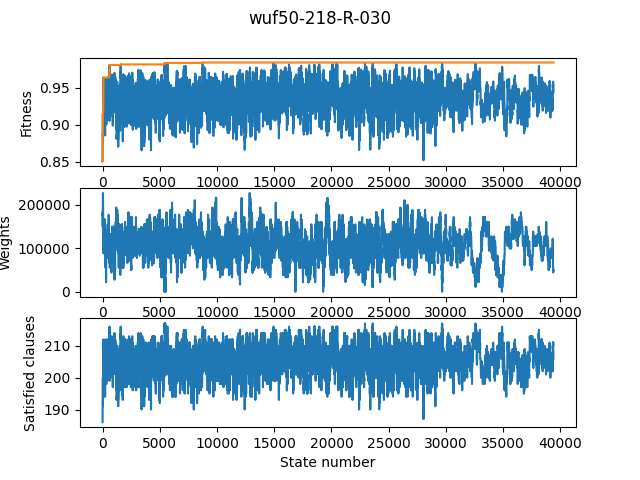 wuf50-218-R-030
0.95
0.90
0.85
Fitness
0 5000 10000 15000 20000 25000 30000 35000 40000
200000
100000
0
Weights
0 5000 10000 15000 20000 25000 30000 35000 40000
210
200
190
Satisfied clauses
0 5000 10000 15000 20000 25000 30000 35000 40000
State number